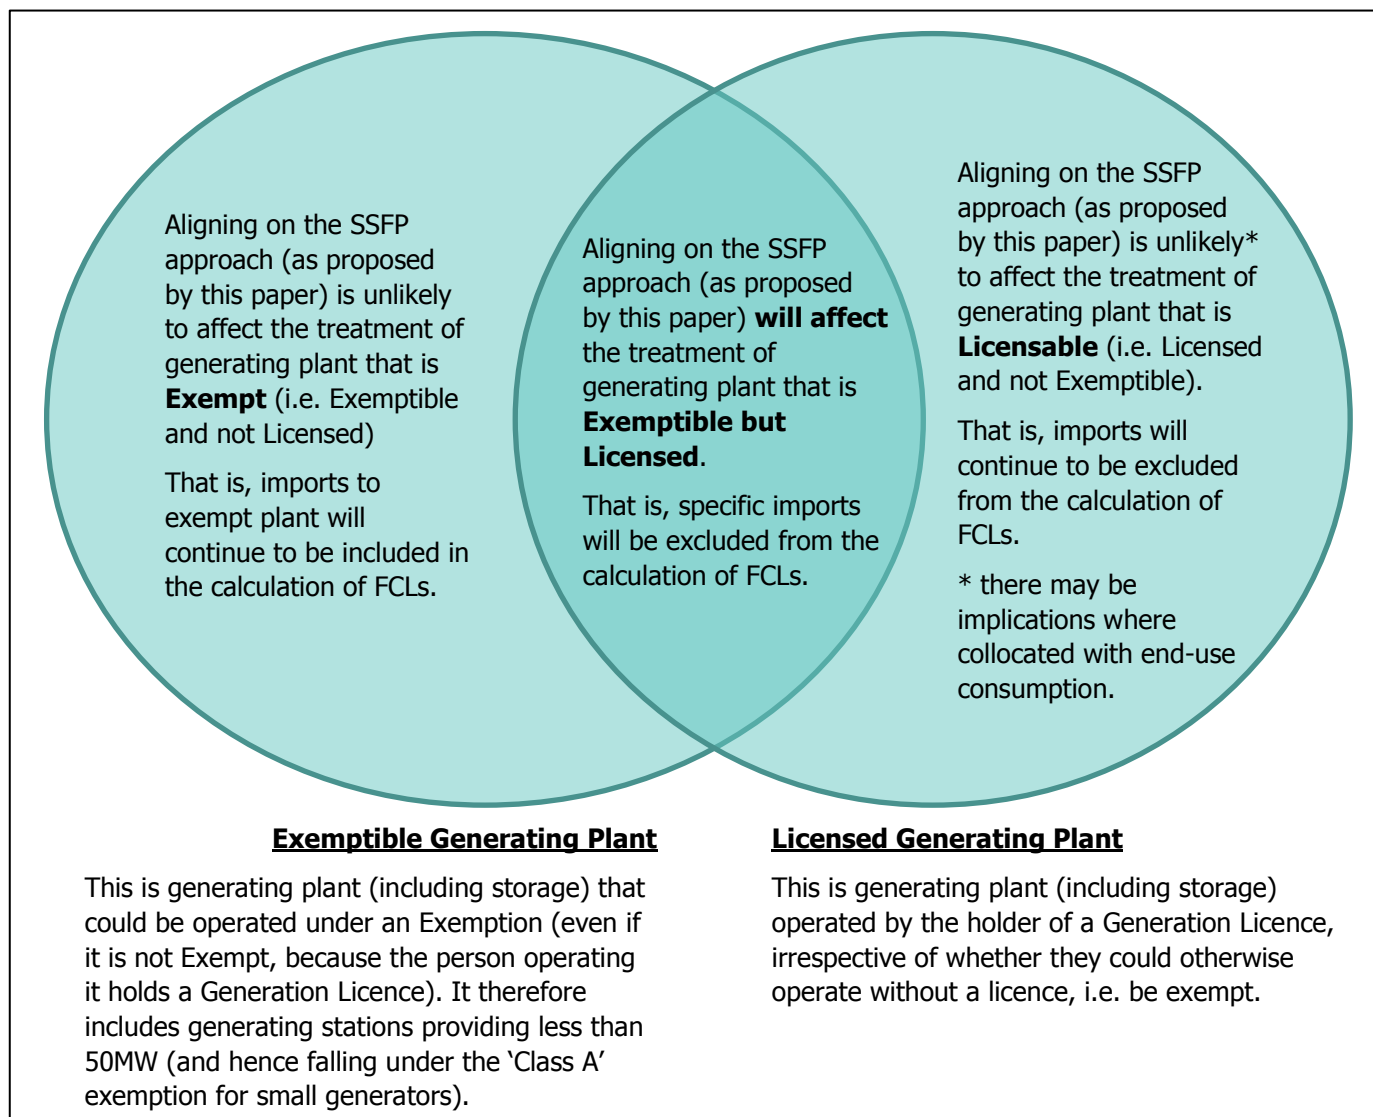 Aligning on the SSFP
approach (as proposed
by this paper) is unlikely
to affect the treatment of
generating plant that is
Exempt (i.e. Exemptible
and not Licensed)
That is, imports to
exempt plant will
continue to be included in
the calculation of FCLs.
Aligning on the SSFP
approach (as proposed
by this paper) will affect
the treatment of
generating plant that is
Exemptible but
Licensed.
That is, specific imports
will be excluded from the
calculation of FCLs.
Aligning on the SSFP
approach (as proposed
by this paper) is unlikely*
to affect the treatment of
generating plant that is
Licensable (i.e. Licensed
and not Exemptible).
That is, imports will
continue to be excluded
from the calculation of
FCLs.
* there may be
implications where
collocated with end-use
consumption.
Exemptible Generating Plant
This is generating plant (including storage) that
could be operated under an Exemption (even if
it is not Exempt, because the person operating
it holds a Generation Licence). It therefore
includes generating stations providing less than
50MW (and hence falling under the ‘Class A’
exemption for small generators).
Licensed Generating Plant
This is generating plant (including storage)
operated by the holder of a Generation Licence,
irrespective of whether they could otherwise
operate without a licence, i.e. be exempt.